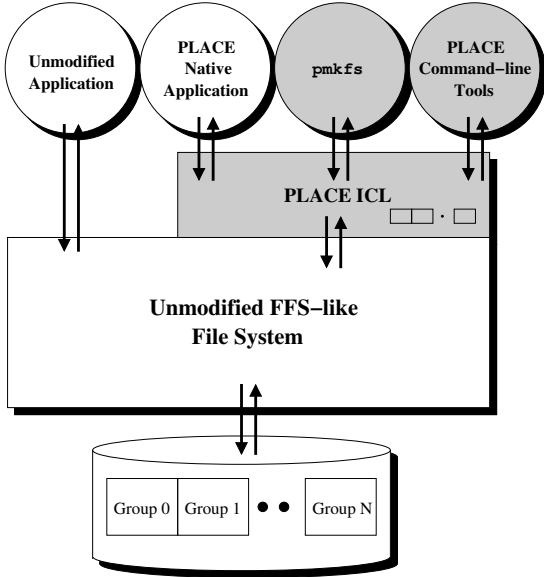 Unmodified
Application
PLACE
Native
Application
pmkfs
PLACE
Command−line
Tools
PLACE ICL
Unmodified FFS−like
File System
Group 0
Group 1
Group N